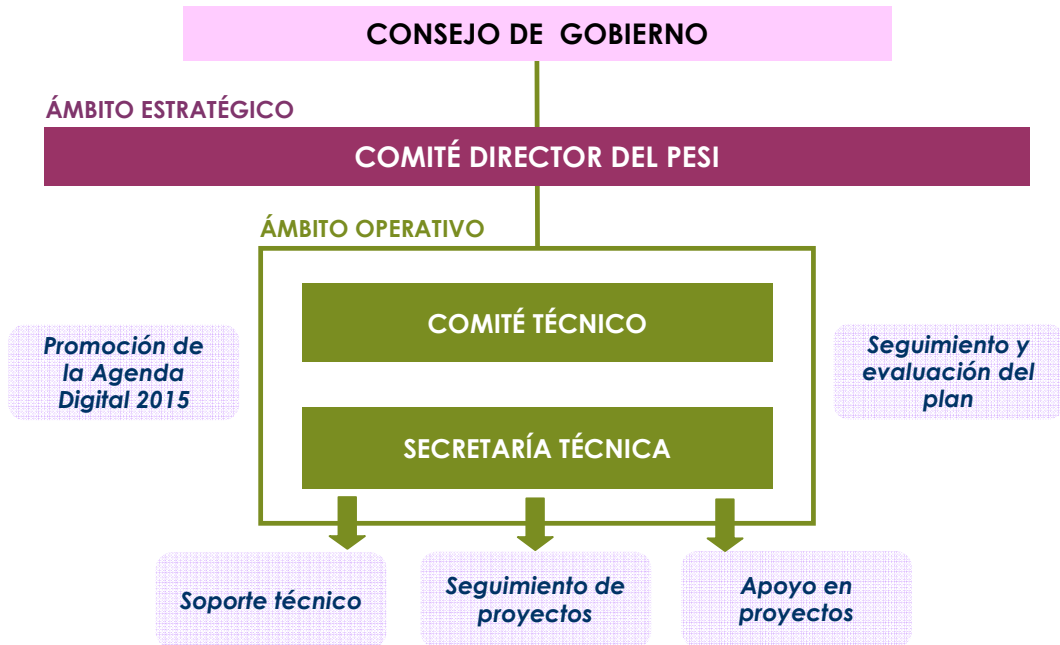 CONSEJO DE GOBIERNO
ÁMBITO ESTRATÉGICO
COMITÉ DIRECTOR DEL PESI
ÁMBITO OPERATIVO
COMITÉ TÉCNICO
Promoción de
la Agenda
Digital 2015
Seguimiento y
evaluación del
plan
SECRETARÍA TÉCNICA
Soporte técnico
Seguimiento de
proyectos
Apoyo en
proyectos